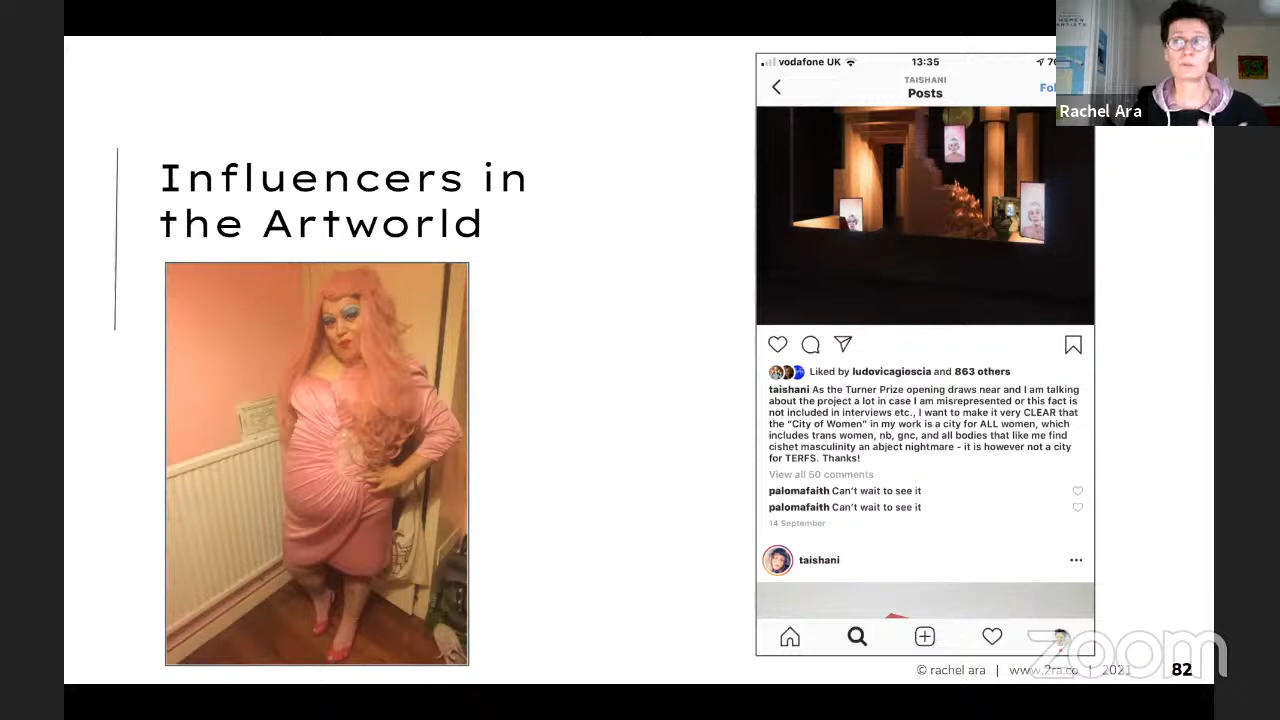 WOMEN
ARTISTS
Rachel Ara
Influencers in
the Artworld
vodafone UK
13:35
TAISHANI
Posts
Liked by ludovicagioscia and 863 others
taishani As the Turner Prize opening draws near and I am talking
about the project a lot in case I am misrepresented or this fact is
not included in interviews etc., I want to make it very CLEAR that
the “City of Women” in my work is a city for ALL women, which
includes trans women, nb, gnc, and all bodies that like me find
cishet masculinity an abject nightmare - it is however not a city
for TERFS. Thanks!
View all 50 comments
palomafaith Can't wait to see it
palomafaith Can't wait to see it
14 September
taishani
zoom
© rachel ara | www.2ra.co | 2021 82